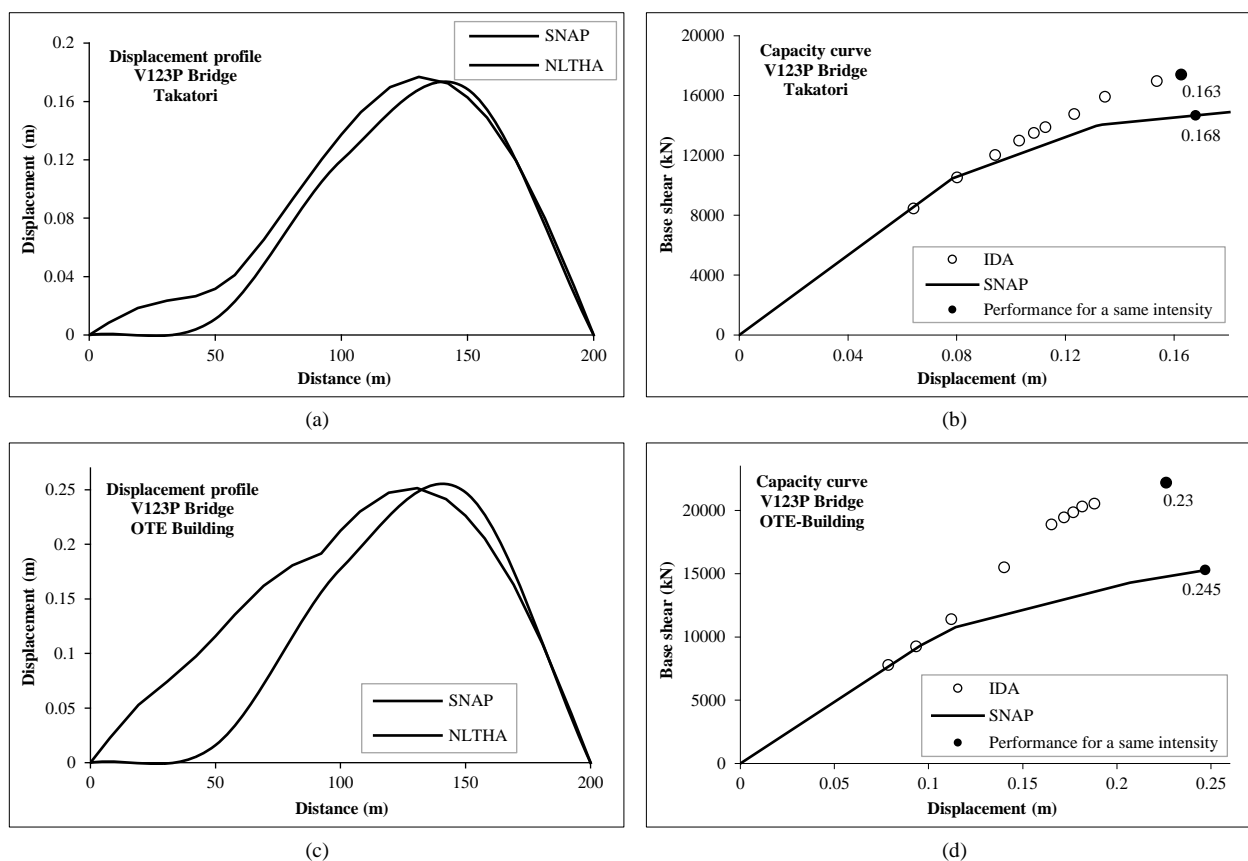 Displacement profile
V123P Bridge
Takatori
SNAP
NLTHA
0.2
0.16
0.12
0.08
0.04
0
Displacement (m)
0
50
100
150
200
Distance (m)
(a)
Capacity curve
V123P Bridge
Takatori
20000
16000
12000
8000
4000
0
Base shear (kN)
0.163
0.168
IDA
SNAP
Performance for a same intensity
0
0.04
0.08
0.12
0.16
Displacement (m)
(b)
Displacement profile
V123P Bridge
OTE Building
0.25
0.2
0.15
0.1
0.05
0
Displacement (m)
SNAP
NLTHA
0
50
100
150
200
Distance (m)
(c)
Capacity curve
V123P Bridge
OTE-Building
20000
15000
10000
5000
0
Base shear (kN)
0.23
0.245
IDA
SNAP
Performance for a same intensity
0
0.05
0.1
0.15
0.2
0.25
Displacement (m)
(d)